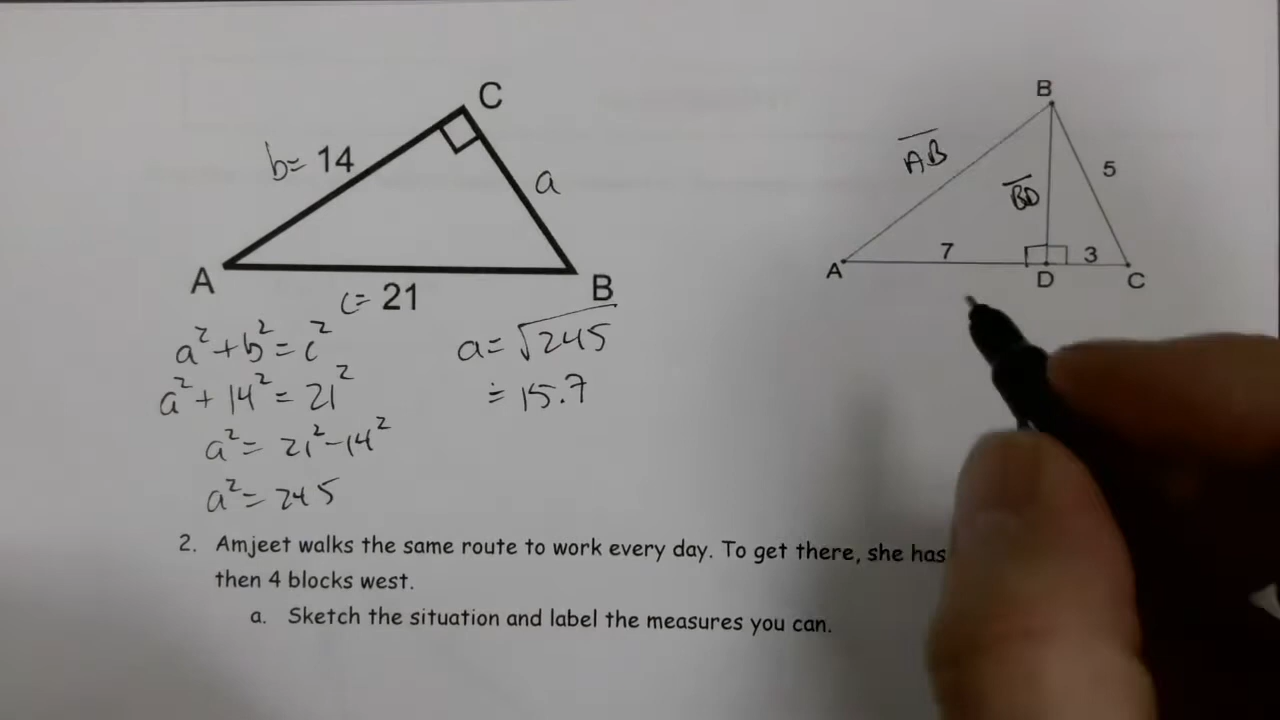 C
b= 14
a
A
c= 21
B
a²+b²=c²
a²+14²=21²
a²= 21²-14²
a²= 245
a=√245
≐ 15.7
B
AB
BD
5
7
3
A
D
C
2. Amjeet walks the same route to work every day. To get there, she has
then 4 blocks west.
a. Sketch the situation and label the measures you can.